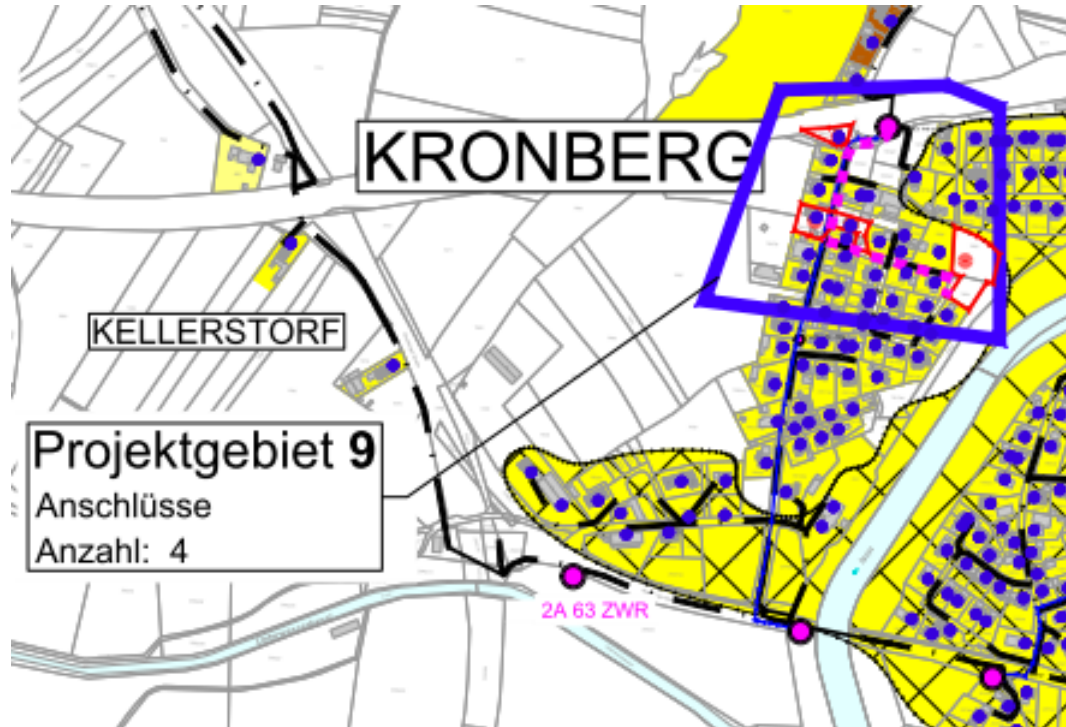 KRONBERG
KELLERSTORF
Projektgebiet 9
Anschlüsse
Anzahl: 4
2A 63 ZWR